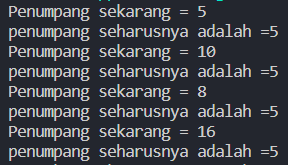 Penumpang sekarang = 5
penumpang seharusnya adalah =5
Penumpang sekarang = 10
penumpang seharusnya adalah =5
Penumpang sekarang = 8
penumpang seharusnya adalah =5
Penumpang sekarang = 16
penumpang seharusnya adalah =5